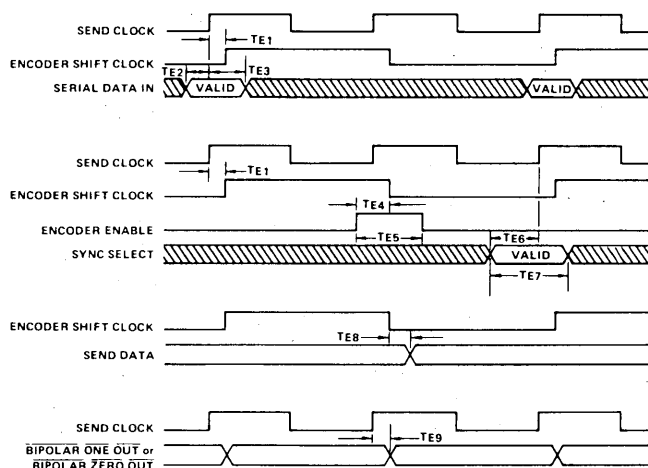 SEND CLOCK
TE1
ENCODER SHIFT CLOCK
TE2
TE3
SERIAL DATA IN
VALID
VALID
SEND CLOCK
TE1
ENCODER SHIFT CLOCK
TE4
ENCODER ENABLE
TE5
TE6
SYNC SELECT
VALID
TE7
ENCODER SHIFT CLOCK
TE8
SEND DATA
SEND CLOCK
TE9
BIPOLAR ONE OUT or
BIPOLAR ZERO OUT